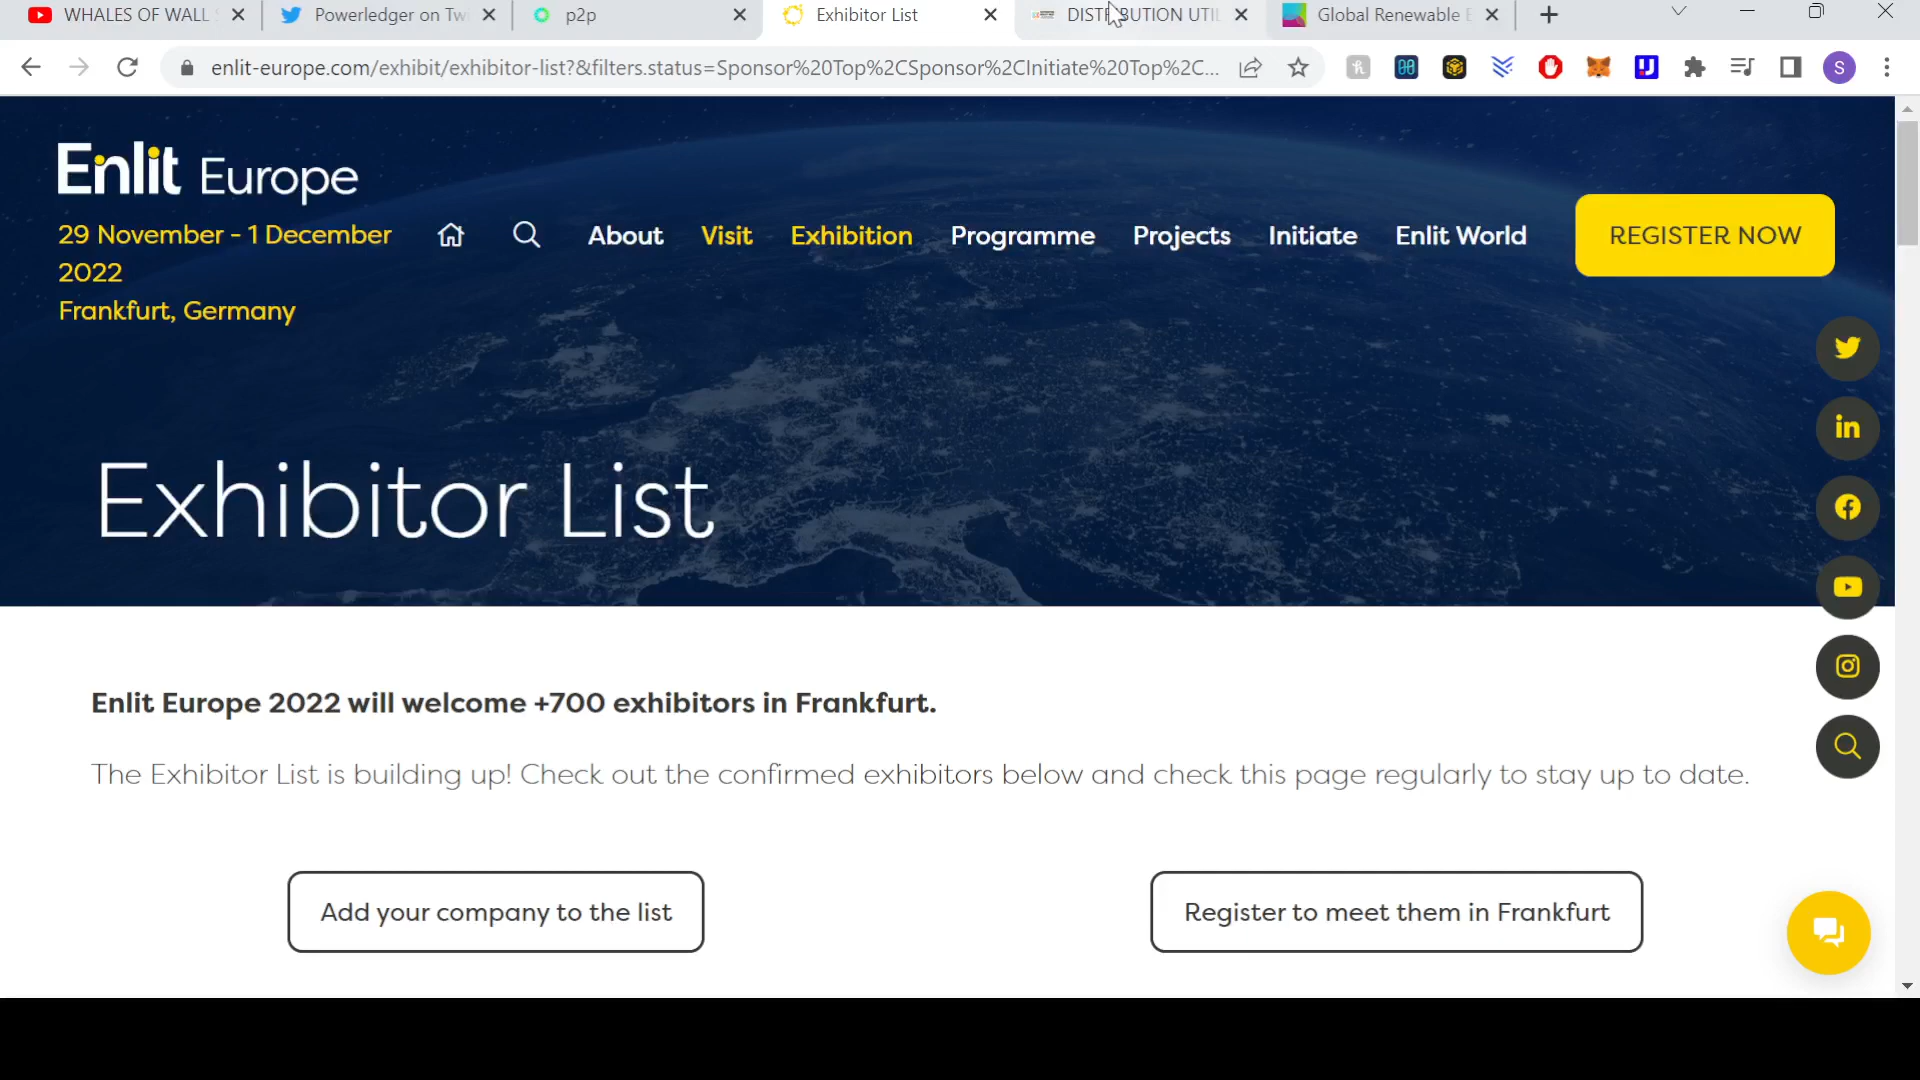 WHALES OF WALL
Powerledger on Tw
p2p
Exhibitor List
DISTRIBUTION UTIL
Global Renewable E
enlit-europe.com/exhibit/exhibitor-list?&filters.status=Sponsor%20Top%2CSponsor%2CInitiate%20Top%2C...
S
Enlit Europe
29 November - 1 December
2022
Frankfurt, Germany
About
Visit
Exhibition
Programme
Projects
Initiate
Enlit World
REGISTER NOW
Exhibitor List
Enlit Europe 2022 will welcome +700 exhibitors in Frankfurt.
The Exhibitor List is building up! Check out the confirmed exhibitors below and check this page regularly to stay up to date.
Add your company to the list
Register to meet them in Frankfurt